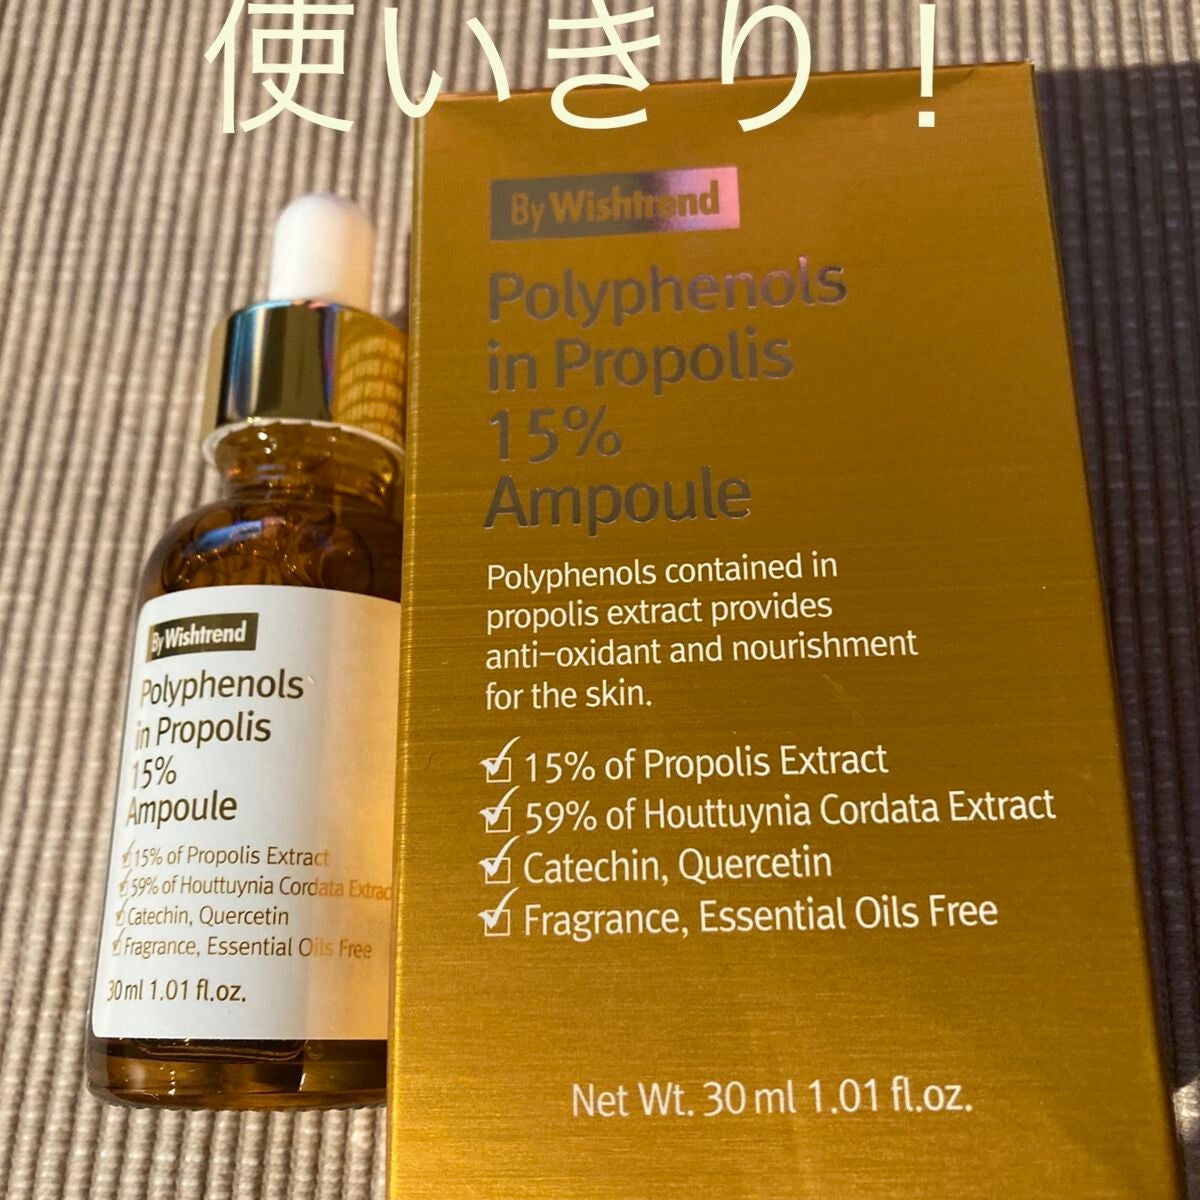 使いきり！
By Wishtrend
Polyphenols
in Propolis
15%
Ampoule
Polyphenols contained in
propolis extract provides
anti-oxidant and nourishment
for the skin.
15% of Propolis Extract
59% of Houttuynia Cordata Extract
Catechin, Quercetin
Fragrance, Essential Oils Free
Net Wt. 30 ml 1.01 fl.oz.
By Wishtrend
Polyphenols
in Propolis
15%
Ampoule
15% of Propolis Extract
59% of Houttuynia Cordata Extrac
Catechin, Quercetin
Fragrance, Essential Oils Free
30 ml 1.01 fl.oz.